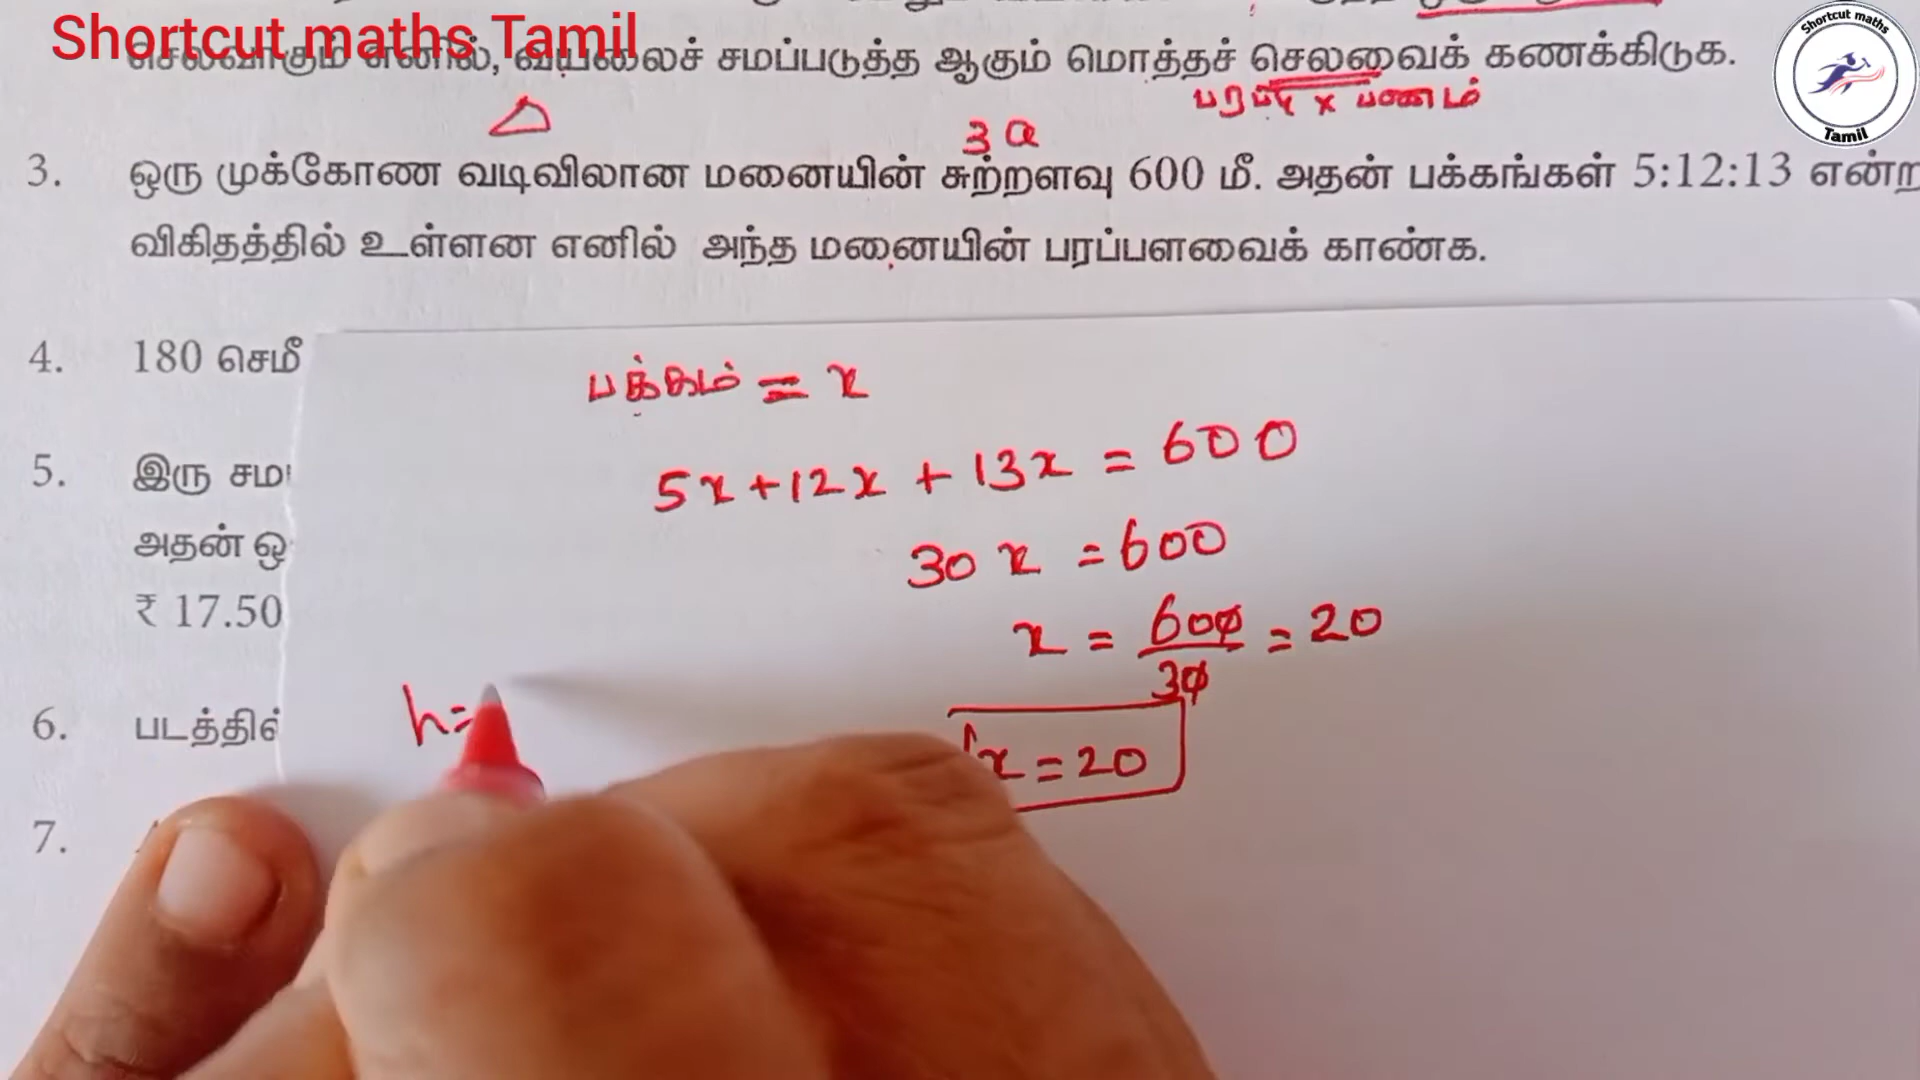 Shortcut maths Tamil
செலவாகும் எனில், வயலைச் சமப்படுத்த ஆகும் மொத்தச் செலவைக் கணக்கிடுக.
Shortcut maths
Tamil
பரப்பு x பணம்
3a
3. ஒரு முக்கோண வடிவிலான மனையின் சுற்றளவு 600 மீ. அதன் பக்கங்கள் 5:12:13 என்ற
விகிதத்தில் உள்ளன எனில் அந்த மனையின் பரப்பளவைக் காண்க.
4. 180 செமீ
பக்கம் = x
5. இரு சம
5x+12x + 13x = 600
அதன் ஒ
30 x = 600
₹ 17.50
x = 600/30 = 20
6. படத்தில்
h=
x = 20
7.